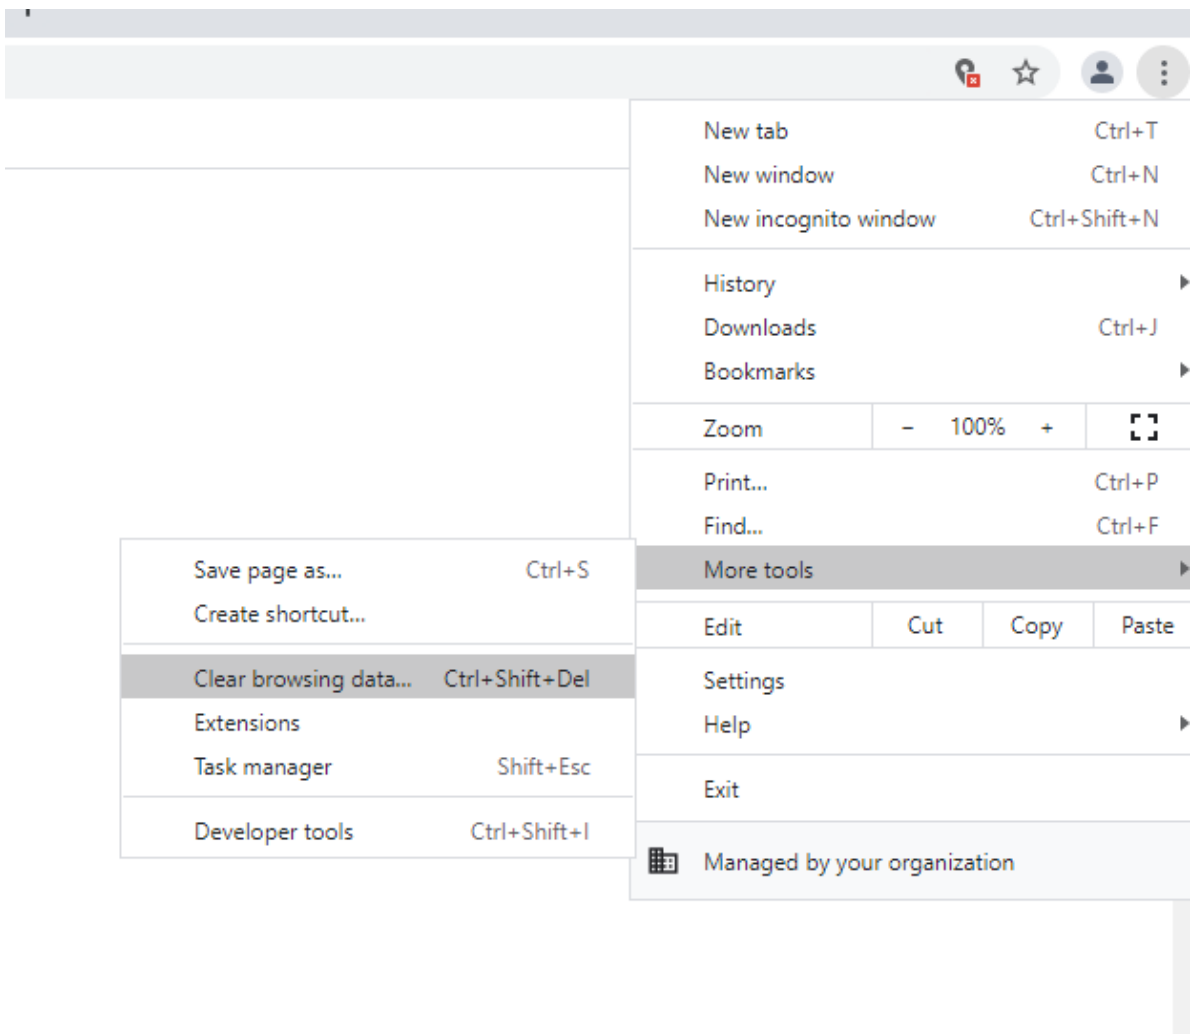 New tab Ctrl+T
New window Ctrl+N
New incognito window Ctrl+Shift+N
History
Downloads Ctrl+J
Bookmarks
Zoom - 100% +
Print... Ctrl+P
Find... Ctrl+F
More tools
Edit Cut Copy Paste
Settings
Help
Exit
Managed by your organization
Save page as... Ctrl+S
Create shortcut...
Clear browsing data... Ctrl+Shift+Del
Extensions
Task manager Shift+Esc
Developer tools Ctrl+Shift+I